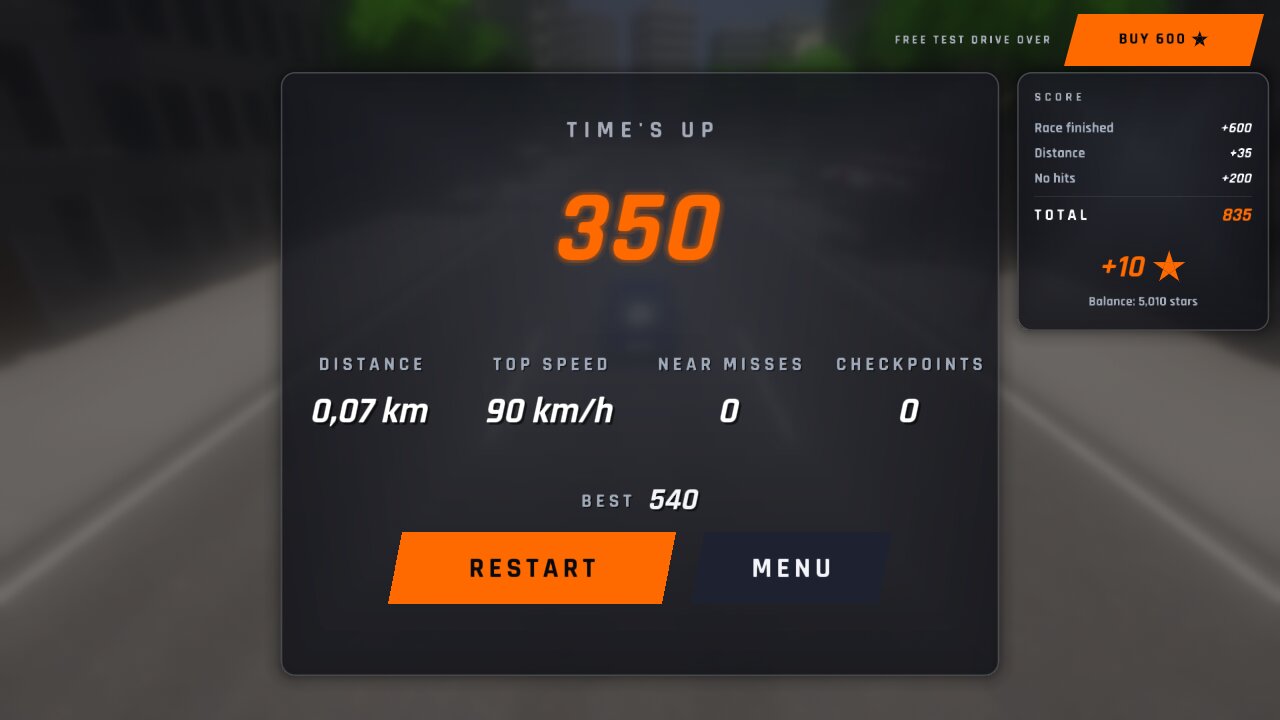 FREE TEST DRIVE OVER
BUY 600 ★
TIME'S UP
350
DISTANCE TOP SPEED NEAR MISSES CHECKPOINTS
0,07 km 90 km/h 0 0
BEST 540
RESTART MENU
SCORE
Race finished +600
Distance +35
No hits +200
TOTAL 835
+10 ★
Balance: 5,010 stars